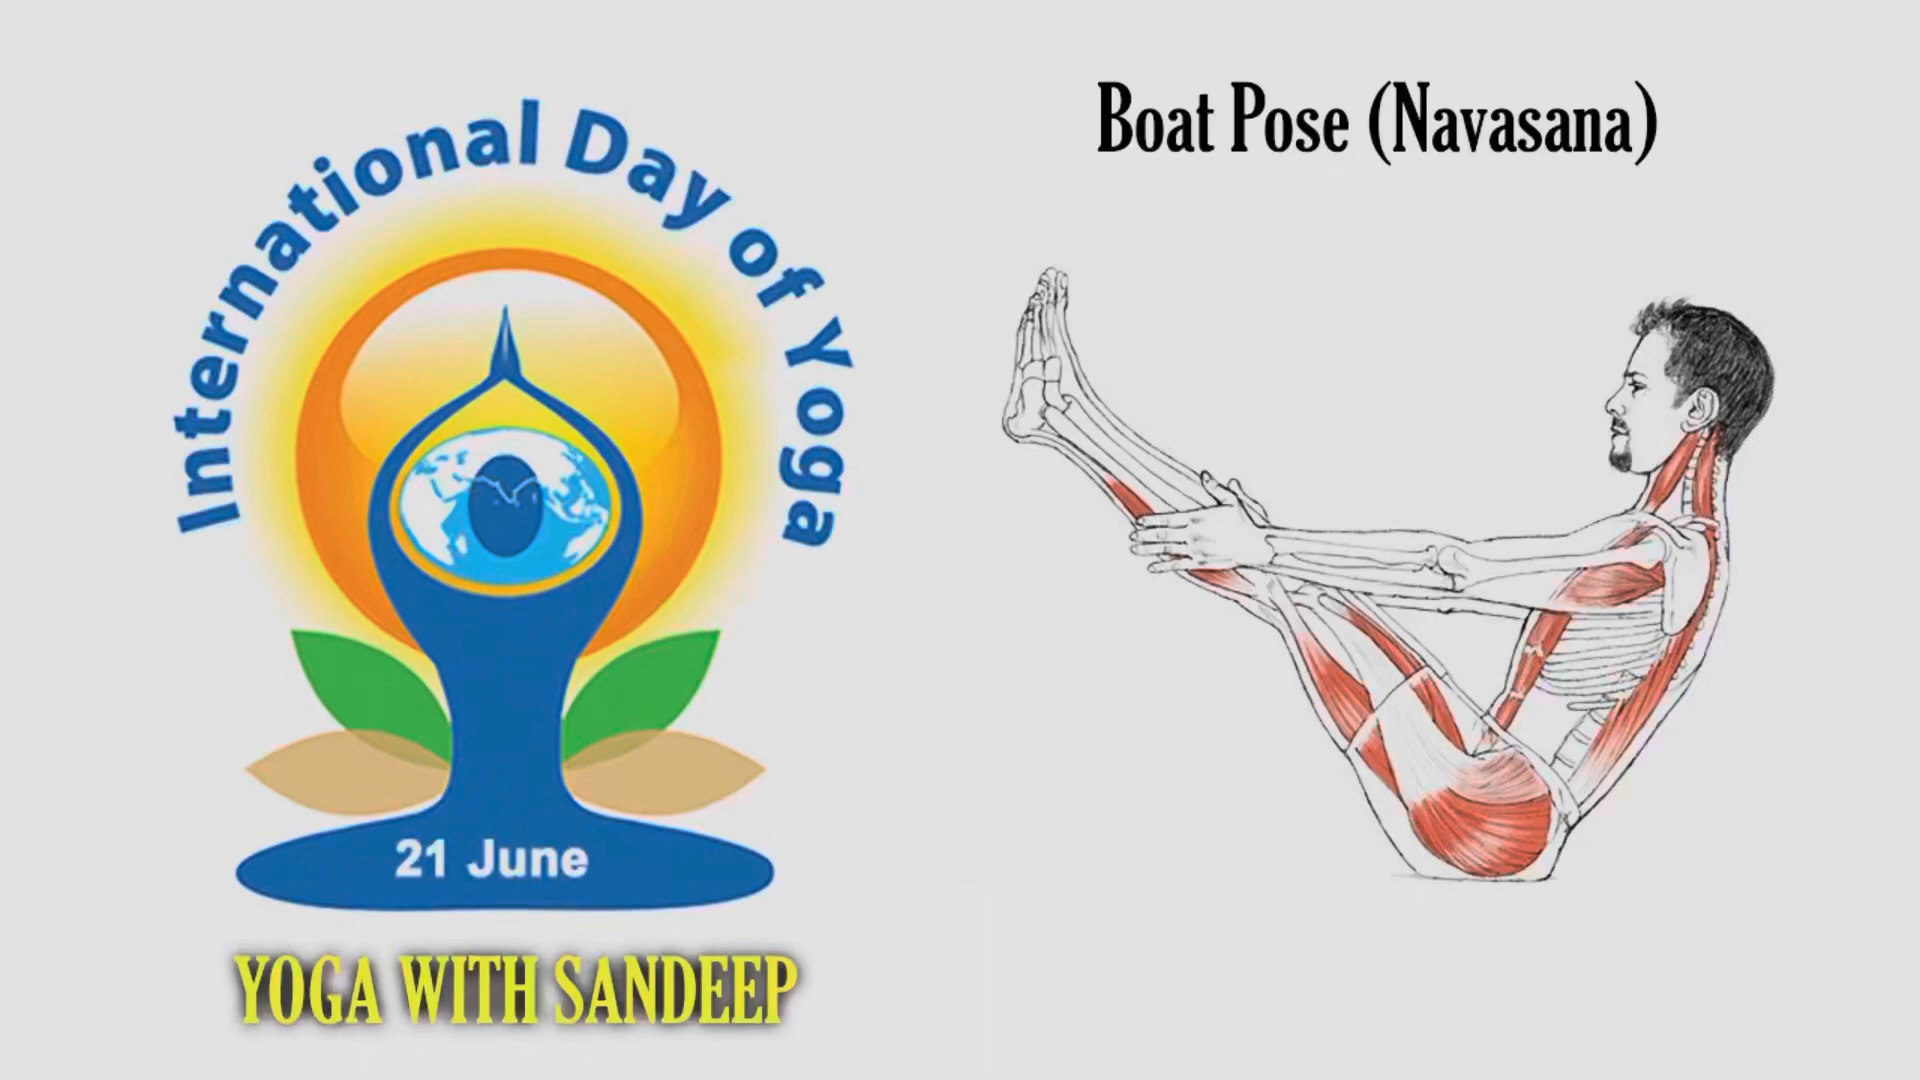 International Day of Yoga
21 June
YOGA WITH SANDEEP
Boat Pose (Navasana)